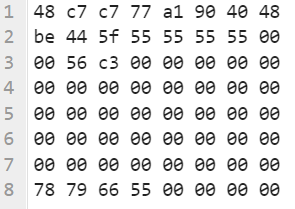 1 48 c7 c7 77 a1 90 40 48
2 be 44 5f 55 55 55 55 00
3 00 56 c3 00 00 00 00 00
4 00 00 00 00 00 00 00 00
5 00 00 00 00 00 00 00 00
6 00 00 00 00 00 00 00 00
7 00 00 00 00 00 00 00 00
8 78 79 66 55 00 00 00 00